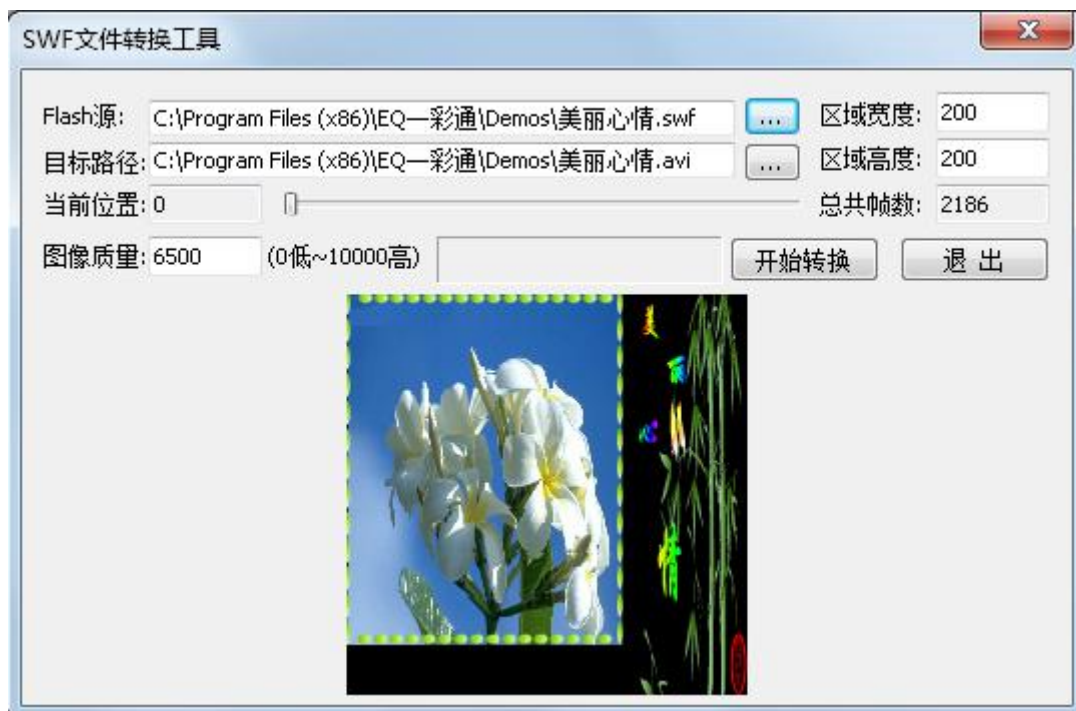 SWF文件转换工具
Flash源: C:\Program Files (x86)\EQ—彩通\Demos\美丽心情.swf ... 区域宽度: 200
目标路径: C:\Program Files (x86)\EQ—彩通\Demos\美丽心情.avi ... 区域高度: 200
当前位置: 0 总共帧数: 2186
图像质量: 6500 (0低~10000高) 开始转换 退 出
美
丽
心
情